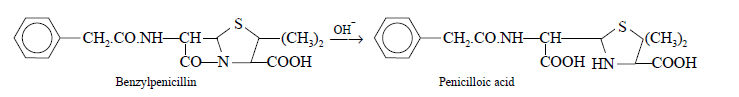 S S
OH⁻
CH₂.CO.NH—CH (CH₃)₂ CH₂.CO.NH—CH (CH₃)₂
CO—N COOH COOH HN COOH
Benzylpenicillin Penicilloic acid